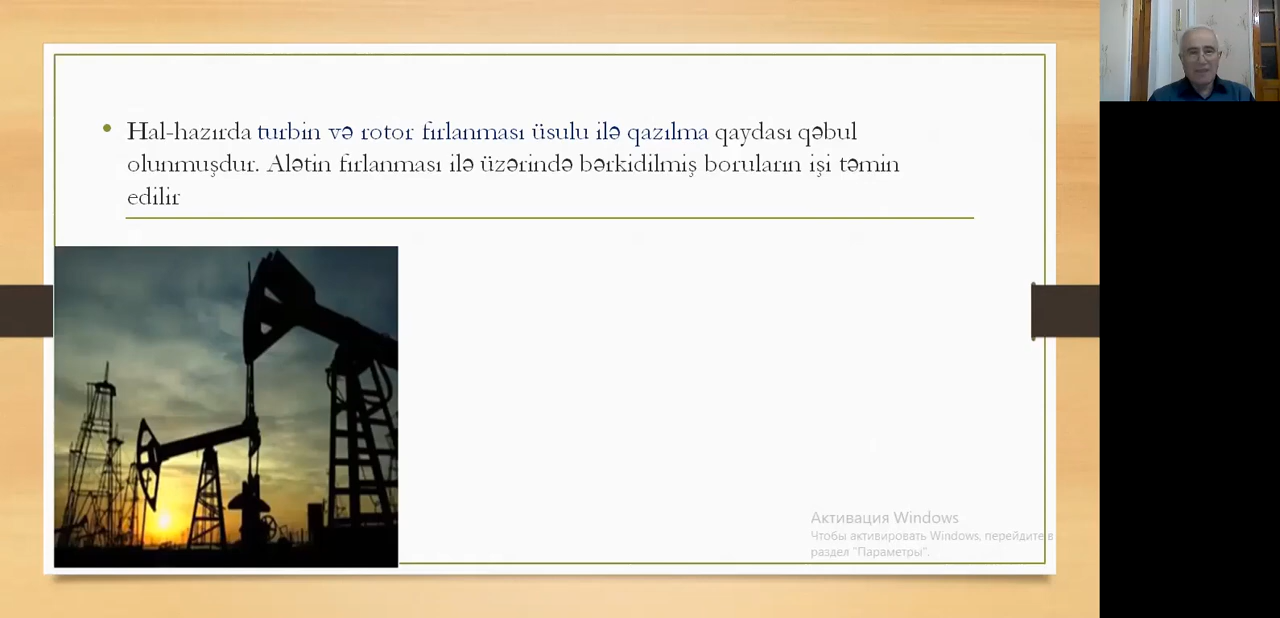 Hal-hazırda turbin və rotor fırlanması üsulu ilə qazılma qaydası qəbul
olunmuşdur. Alətin fırlanması ilə üzərində bərkidilmiş boruların işi təmin
edilir
Активация Windows
Чтобы активировать Windows, перейдите в
раздел "Параметры".